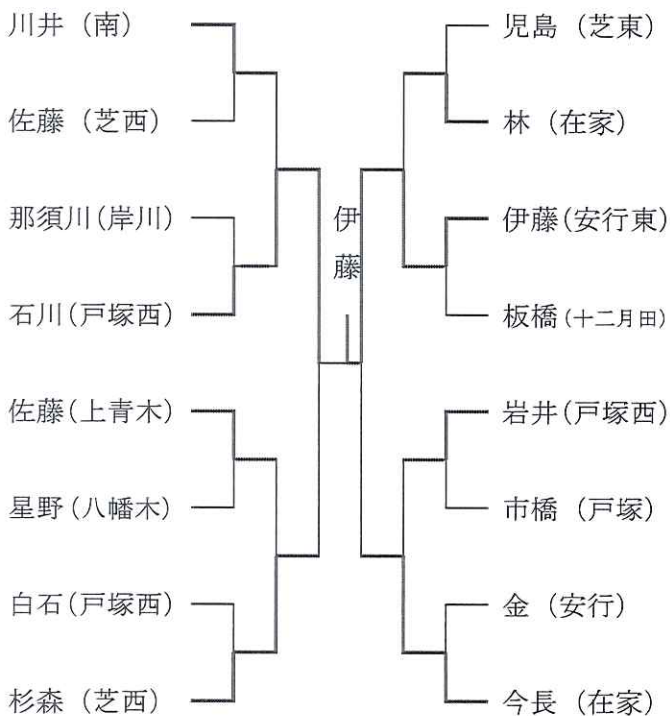 川井（南）
佐藤（芝西）
那須川(岸川)
石川(戸塚西)
佐藤(上青木)
星野(八幡木)
白石(戸塚西)
杉森（芝西）
伊藤
児島（芝東）
林（在家）
伊藤(安行東)
板橋(十二月田)
岩井(戸塚西)
市橋（戸塚）
金（安行）
今長（在家）